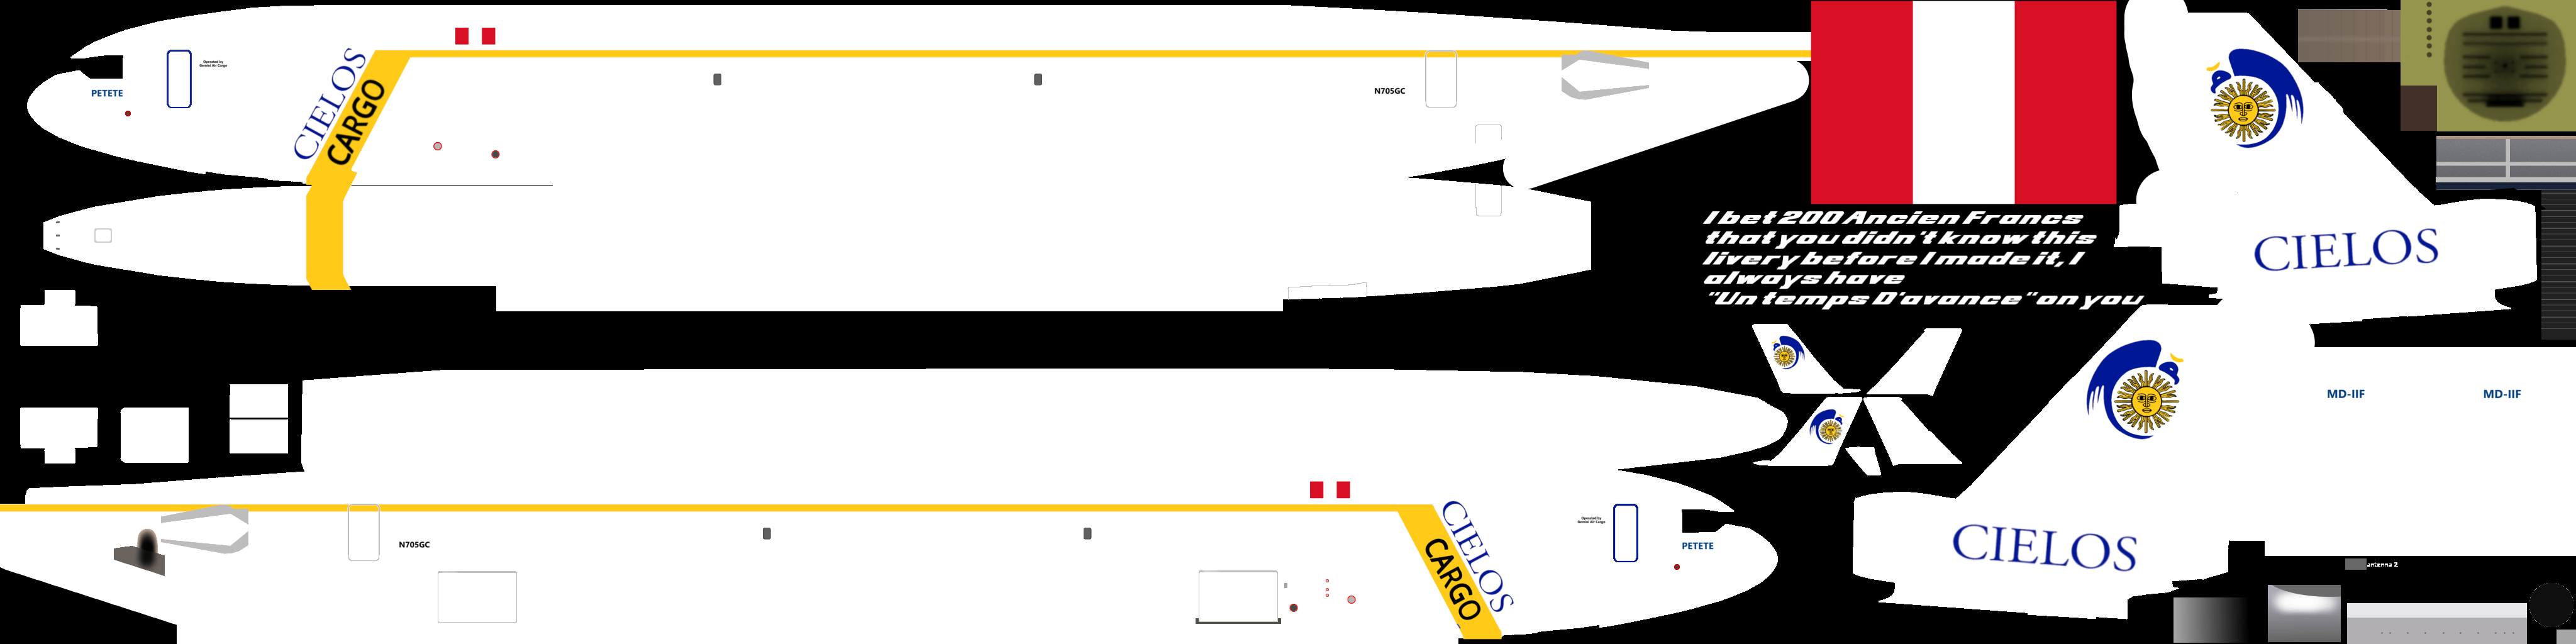 Operated by
Gemini Air Cargo
PETETE
CIELOS
CARGO
N705GC
CIELOS
I bet 200 Ancien Francs
that you didn't know this
livery before I made it, I
always have
"Un temps D'avance" on you
MD-IIF
MD-IIF
N705GC
CIELOS
CARGO
Operated by
Gemini Air Cargo
PETETE
CIELOS
antenna 2